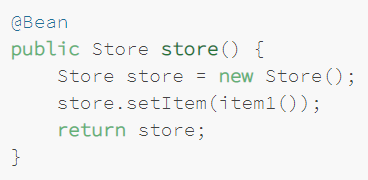 @Bean
public Store store() {
    Store store = new Store();
    store.setItem(item1());
    return store;
}